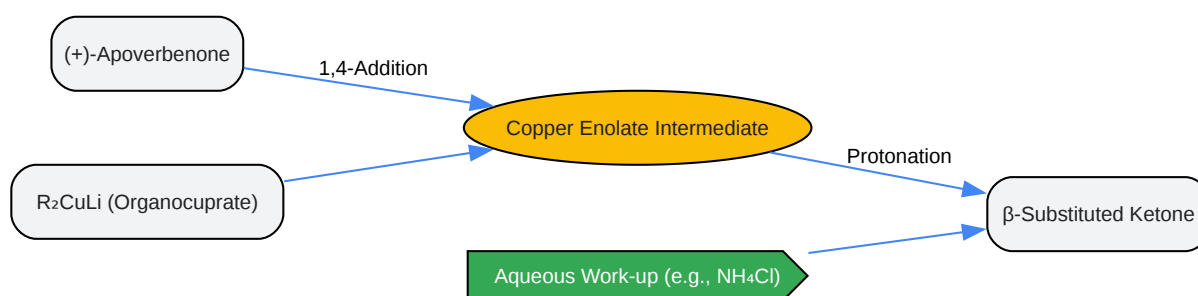 (+)-Apoverbenone
1,4-Addition
Copper Enolate Intermediate
Protonation
R₂CuLi (Organocuprate)
β-Substituted Ketone
Aqueous Work-up (e.g., NH₄Cl)